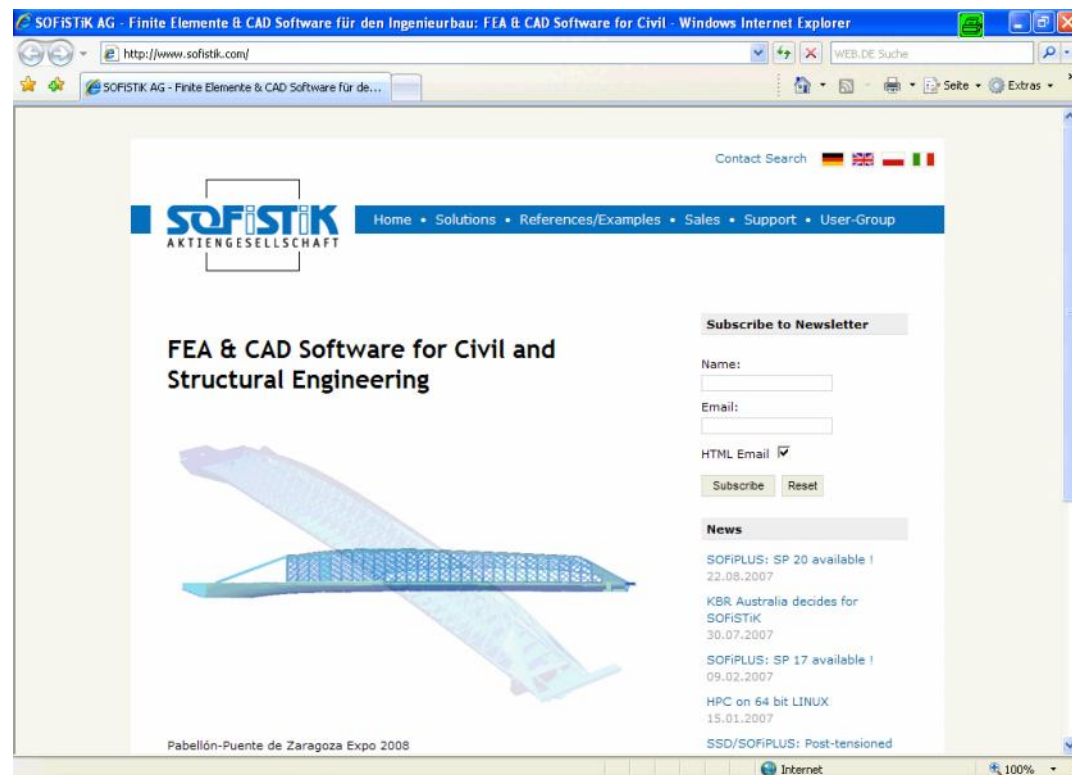 SOFiSTiK AG - Finite Elemente & CAD Software für den Ingenieurbau: FEA & CAD Software for Civil - Windows Internet Explorer
http://www.sofistik.com/
WEB.DE Suche
SOFiSTiK AG - Finite Elemente & CAD Software für de...
Seite
Extras
Contact Search
SOFiSTiK
AKTIENGESELLSCHAFT
Home • Solutions • References/Examples • Sales • Support • User-Group
FEA & CAD Software for Civil and
Structural Engineering
Pabellón-Puente de Zaragoza Expo 2008
Subscribe to Newsletter
Name:
Email:
HTML Email
Subscribe
Reset
News
SOFiPLUS: SP 20 available !
22.08.2007
KBR Australia decides for
SOFiSTiK
30.07.2007
SOFiPLUS: SP 17 available !
09.02.2007
HPC on 64 bit LINUX
15.01.2007
SSD/SOFiPLUS: Post-tensioned
Internet
100%